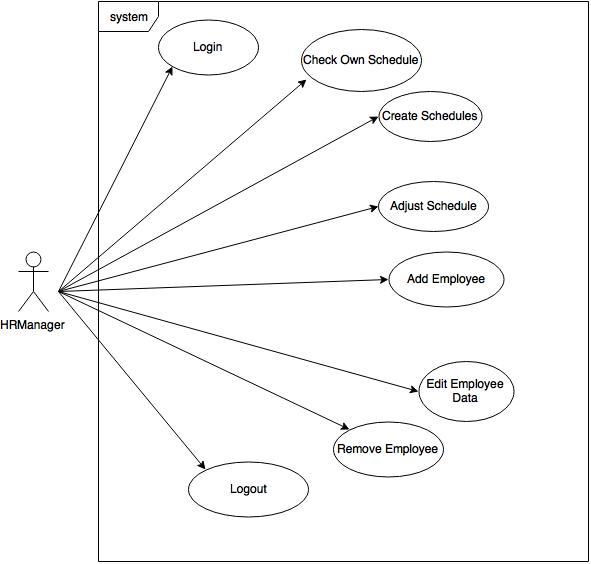 system
Login
Check Own Schedule
Create Schedules
Adjust Schedule
Add Employee
HRManager
Edit Employee
Data
Remove Employee
Logout